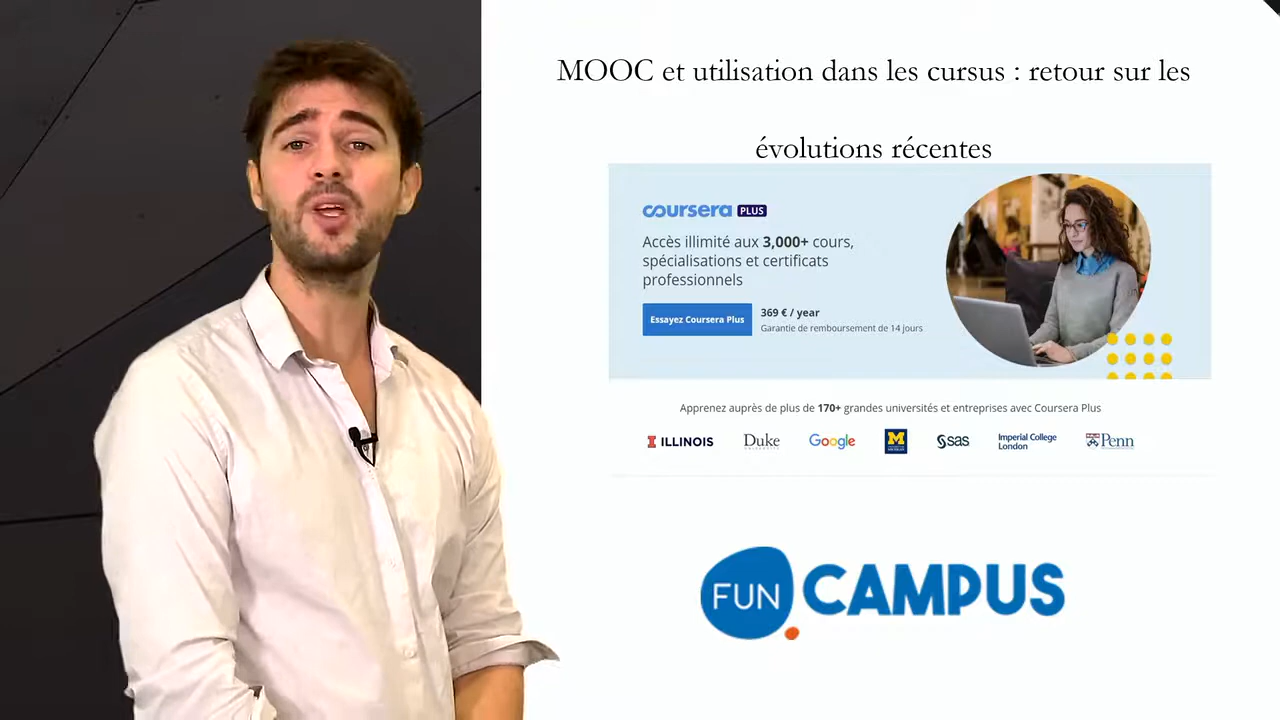 MOOC et utilisation dans les cursus : retour sur les
évolutions récentes
coursera PLUS
Accès illimité aux 3,000+ cours,
spécialisations et certificats
professionnels
Essayez Coursera Plus
369 € / year
Garantie de remboursement de 14 jours
Apprenez auprès de plus de 170+ grandes universités et entreprises avec Coursera Plus
ILLINOIS
Duke
Google
M
sas
Imperial College
London
Penn
FUN CAMPUS